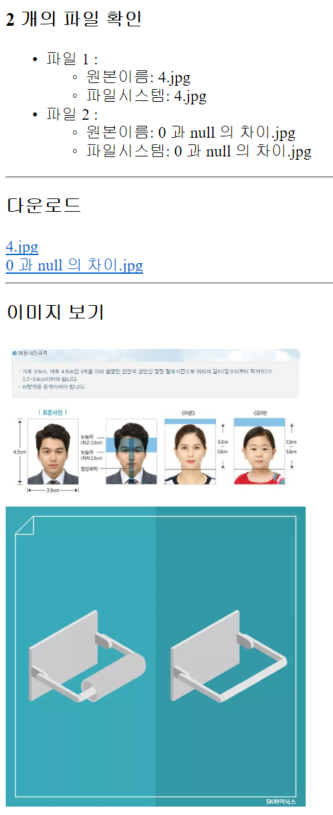 2 개의 파일 확인
• 파일 1 :
◦ 원본이름: 4.jpg
◦ 파일시스템: 4.jpg
• 파일 2 :
◦ 원본이름: 0 과 null 의 차이.jpg
◦ 파일시스템: 0 과 null 의 차이.jpg
다운로드
4.jpg
0 과 null 의 차이.jpg
이미지 보기
여권 사진규격
| 표준사진 |
(여권)
(유아)
4.5cm
3.5cm
SK하이닉스